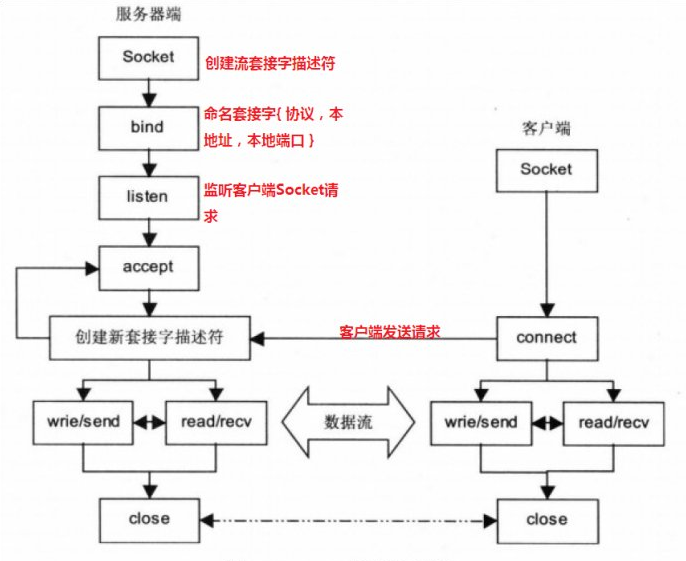 服务器端
Socket
创建流套接字描述符
bind
命名套接字{ 协议，本
地址，本地端口 }
listen
监听客户端Socket请
求
accept
创建新套接字描述符
客户端发送请求
wrie/send
read/recv
数据流
close
客户端
Socket
connect
wrie/send
read/recv
close